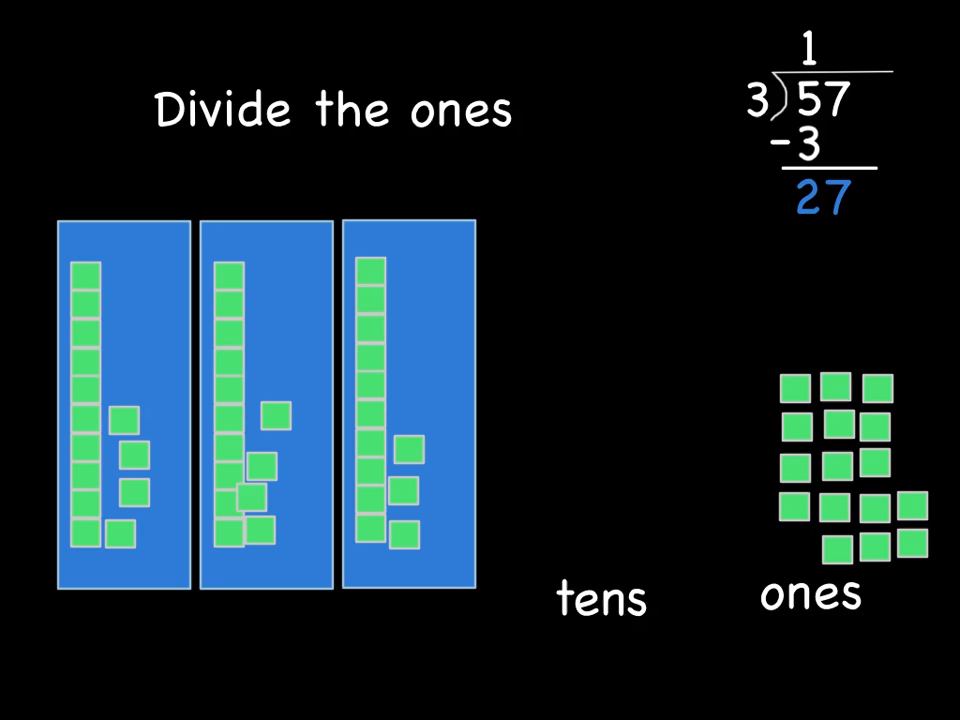 Divide the ones
1
3)57
-3
27
tens
ones